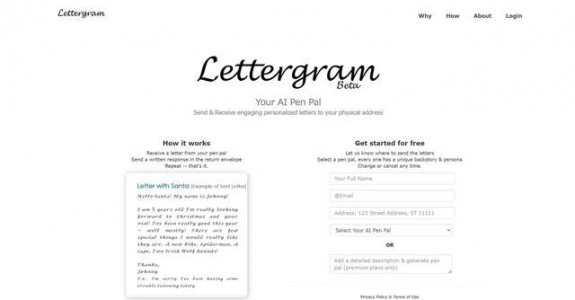 Lettergram
Why How About Login
Lettergram
Beta
Your AI Pen Pal
Send & Receive engaging personalized letters to your physical address
How it works
Receive a letter from your pen pal
Send a written response in the return envelope
Repeat — that's it.
Letter with Santa (Example of Sent Letter)
Hello Santa! My name is Johnny!
I am 5 years old I'm really looking
forward to Christmas and your
visit! I've been really good this year
— well mostly! There are few
special things I would really like
they are: A new Bike, Spiderman, 4
cups, Two Irish Wolf hounds!
Thanks,
Johnny
P.S. I'm sorry I've been having some
trouble listening lately
Get started for free
Let us know where to send the letters
Select a pen pal, every one has a unique backstory & persona
Change or cancel any time.
Your Full Name
@Email
Address: 123 Street Address, ST 11111
Select Your AI Pen Pal
OR
Add a detailed description & generate pen
pal (premium plans only)
Privacy Policy & Terms of Use